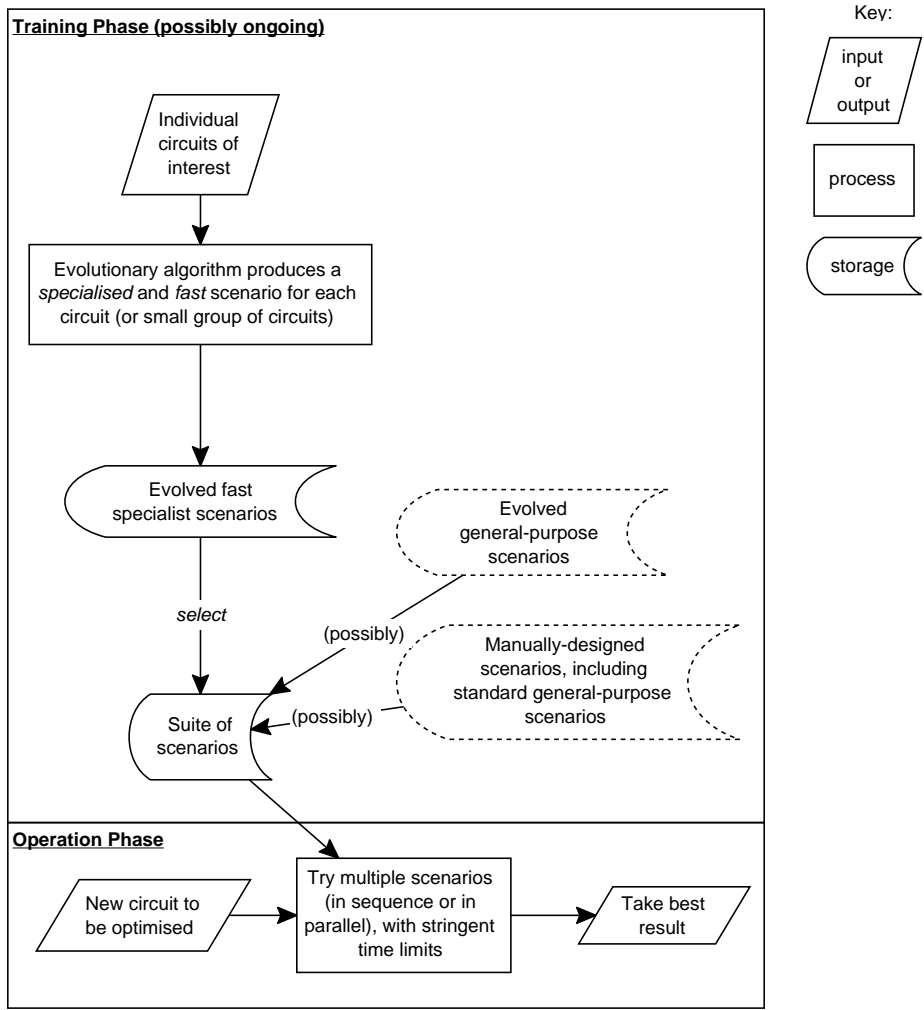 Training Phase (possibly ongoing)
Individual
circuits of
interest
Evolutionary algorithm produces a
specialised and fast scenario for each
circuit (or small group of circuits)
Evolved fast
specialist scenarios
Evolved
general-purpose
scenarios
select
(possibly)
Manually-designed
scenarios, including
standard general-purpose
scenarios
(possibly)
Suite of
scenarios
Operation Phase
New circuit to
be optimised
Try multiple scenarios
(in sequence or in
parallel), with stringent
time limits
Take best
result
Key:
input
or
output
process
storage